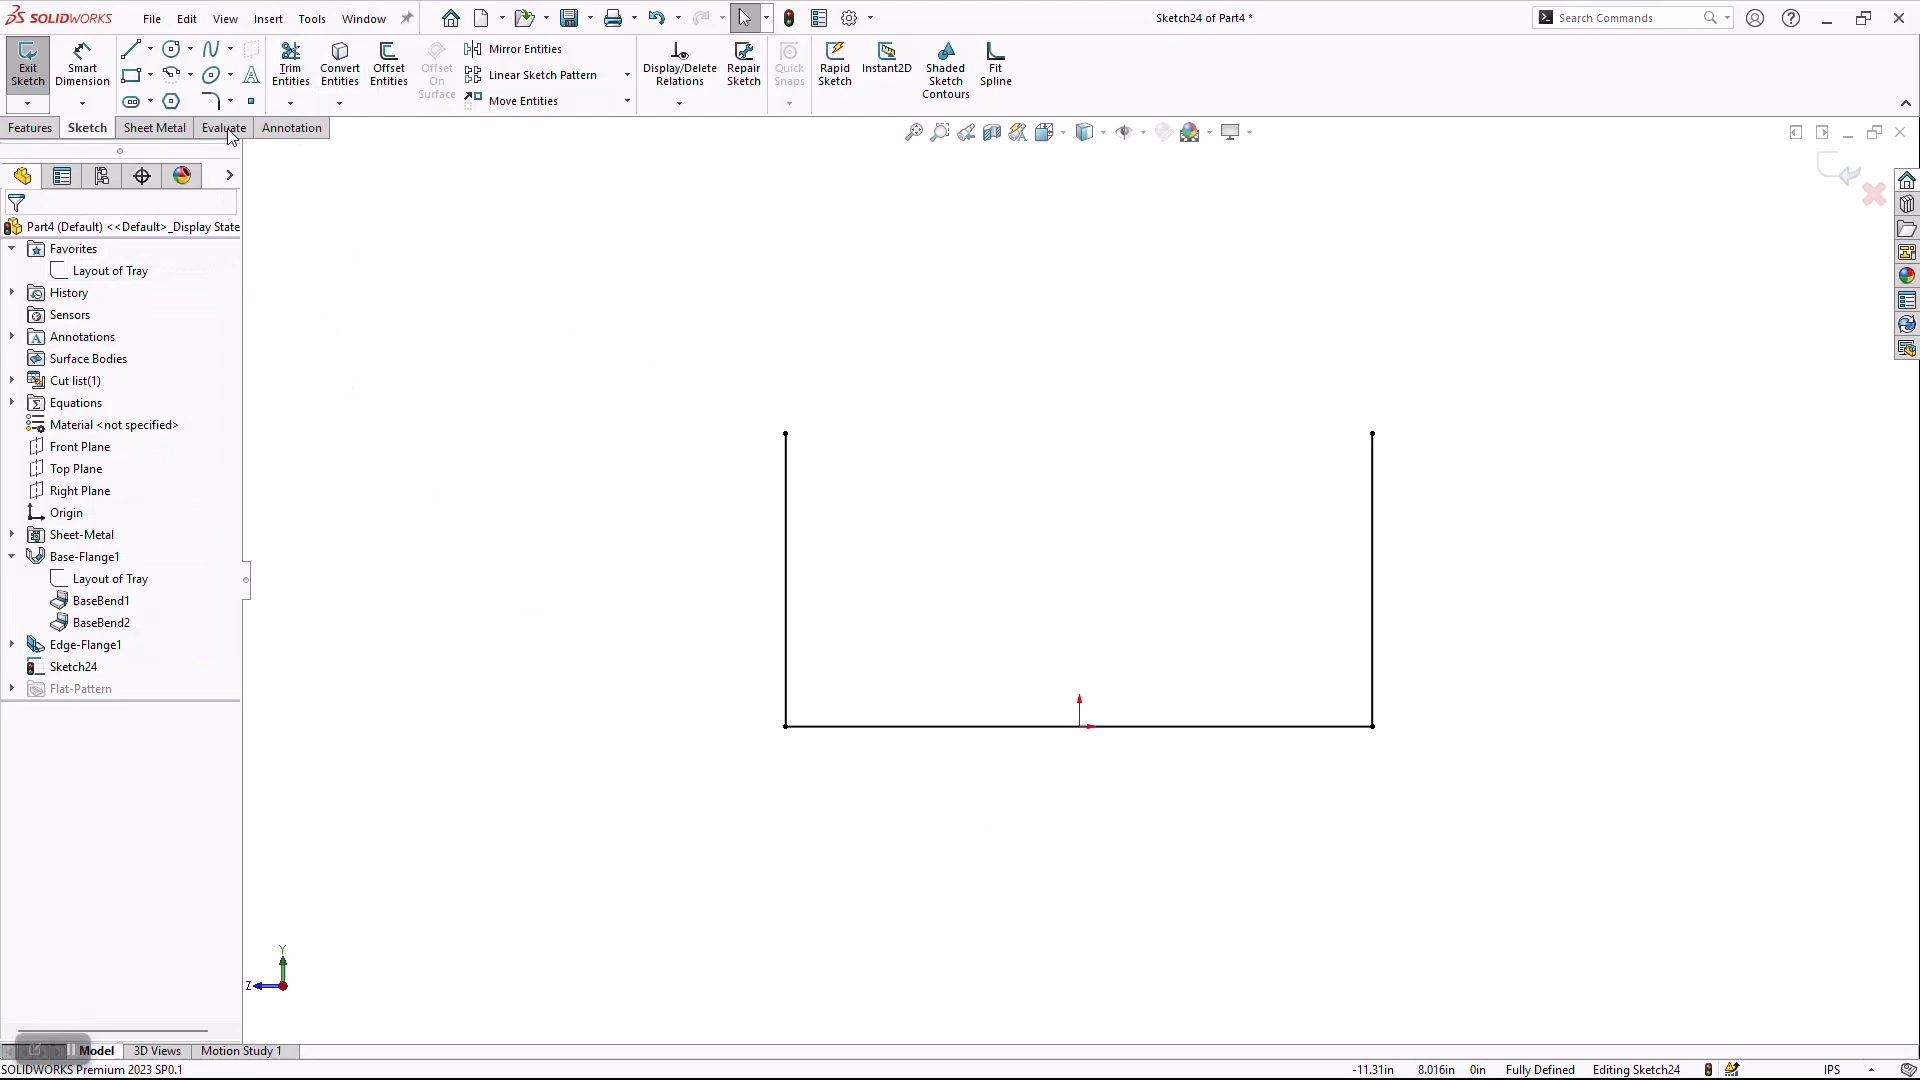 SOLIDWORKS File Edit View Insert Tools Window Sketch24 of Part4 * Search Commands
Exit Sketch Smart Dimension Trim Entities Convert Entities Offset Entities Offset On Surface Mirror Entities Linear Sketch Pattern Move Entities Display/Delete Relations Repair Sketch Quick Snaps Rapid Sketch Instant2D Shaded Sketch Contours Fit Spline
Features Sketch Sheet Metal Evaluate Annotation
Part4 (Default) <<Default>_Display State
Favorites
Layout of Tray
History
Sensors
Annotations
Surface Bodies
Cut list(1)
Equations
Material <not specified>
Front Plane
Top Plane
Right Plane
Origin
Sheet-Metal
Base-Flange1
Layout of Tray
BaseBend1
BaseBend2
Edge-Flange1
Sketch24
Flat-Pattern
Y
Z
Model 3D Views Motion Study 1
SOLIDWORKS Premium 2023 SP0.1 -11.31in 8.016in 0in Fully Defined Editing Sketch24 IPS